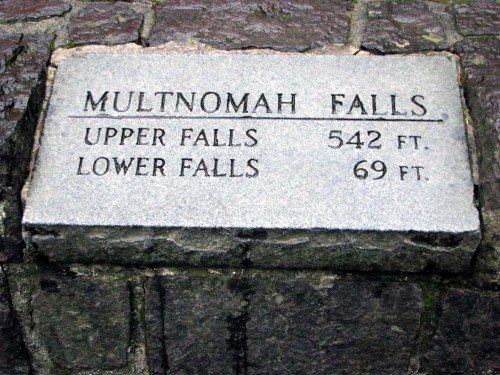 MULTNOMAH FALLS
UPPER FALLS 542 FT.
LOWER FALLS 69 FT.